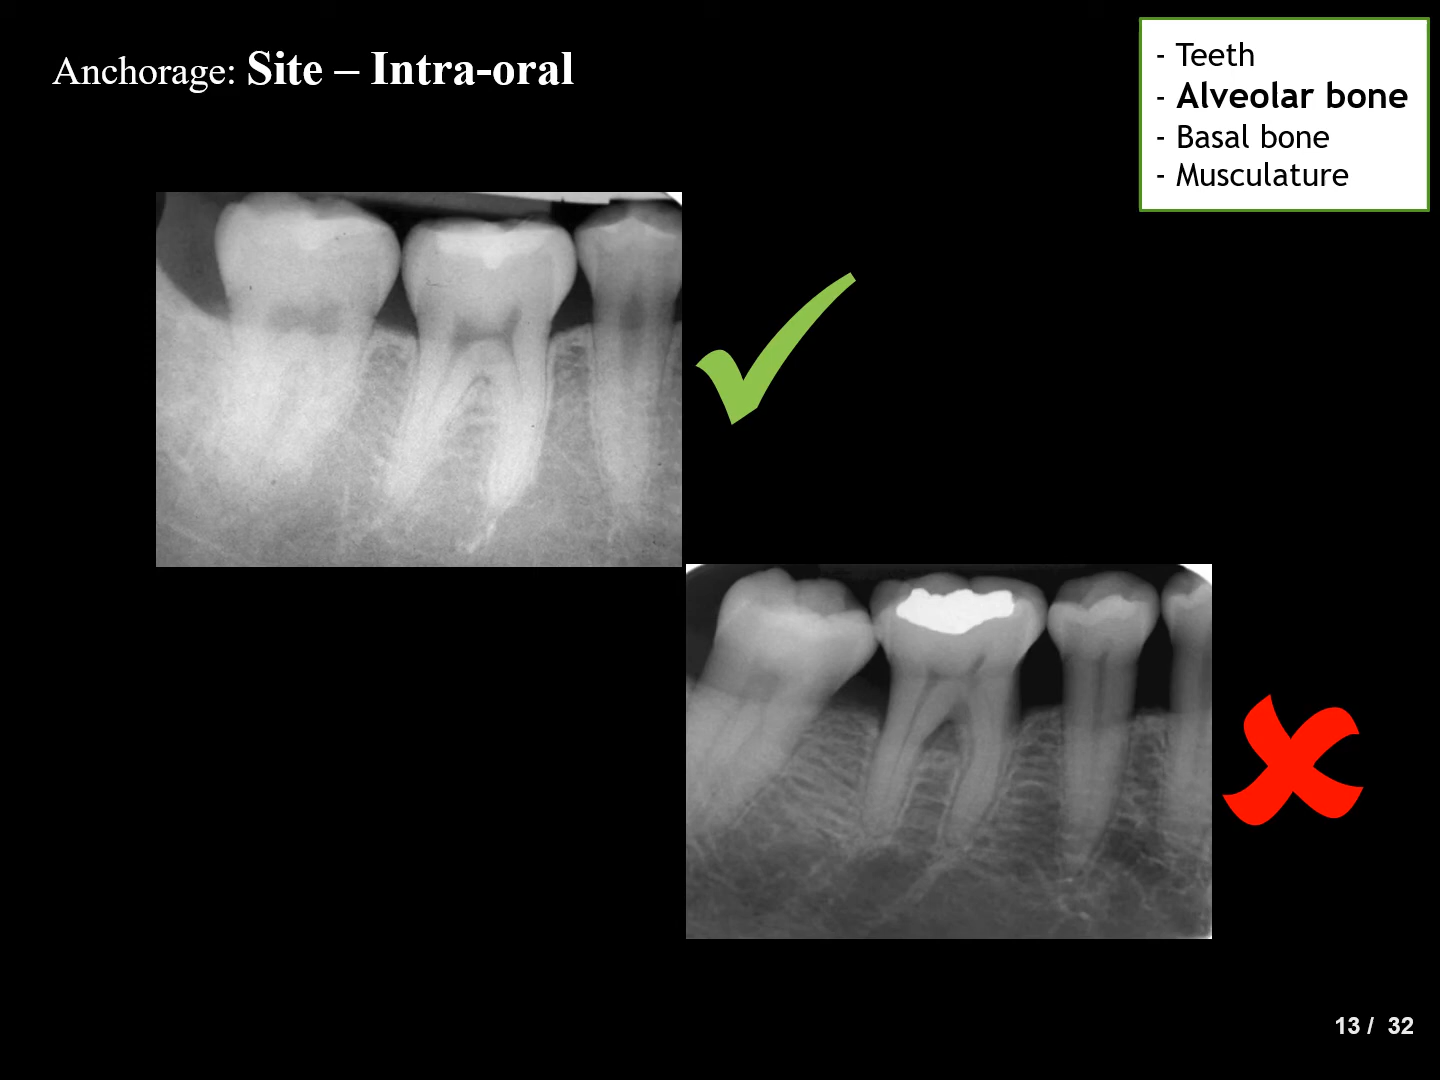 Anchorage: Site – Intra-oral
- Teeth
- Alveolar bone
- Basal bone
- Musculature
13 / 32